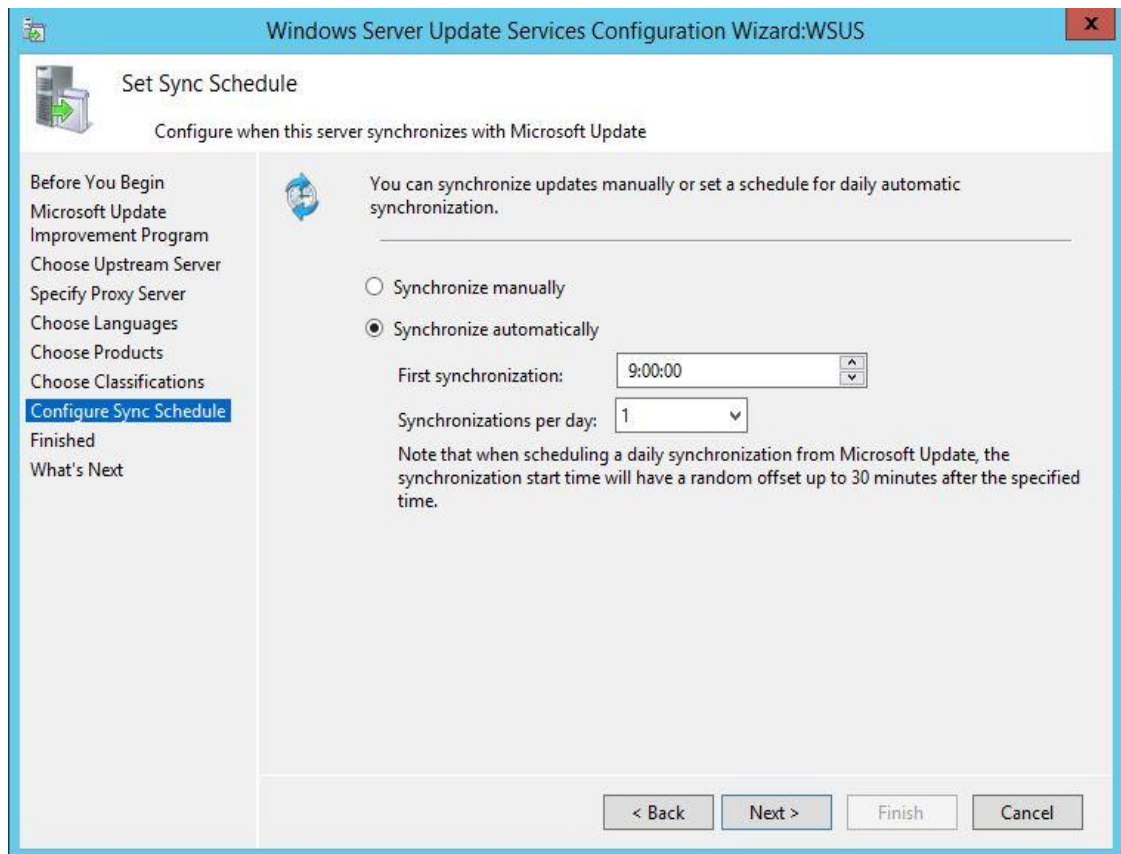 Windows Server Update Services Configuration Wizard:WSUS
x
Set Sync Schedule
Configure when this server synchronizes with Microsoft Update
Before You Begin
Microsoft Update
Improvement Program
Choose Upstream Server
Specify Proxy Server
Choose Languages
Choose Products
Choose Classifications
Configure Sync Schedule
Finished
What's Next
You can synchronize updates manually or set a schedule for daily automatic
synchronization.
Synchronize manually
Synchronize automatically
First synchronization: 9:00:00
Synchronizations per day: 1
Note that when scheduling a daily synchronization from Microsoft Update, the
synchronization start time will have a random offset up to 30 minutes after the specified
time.
< Back Next > Finish Cancel